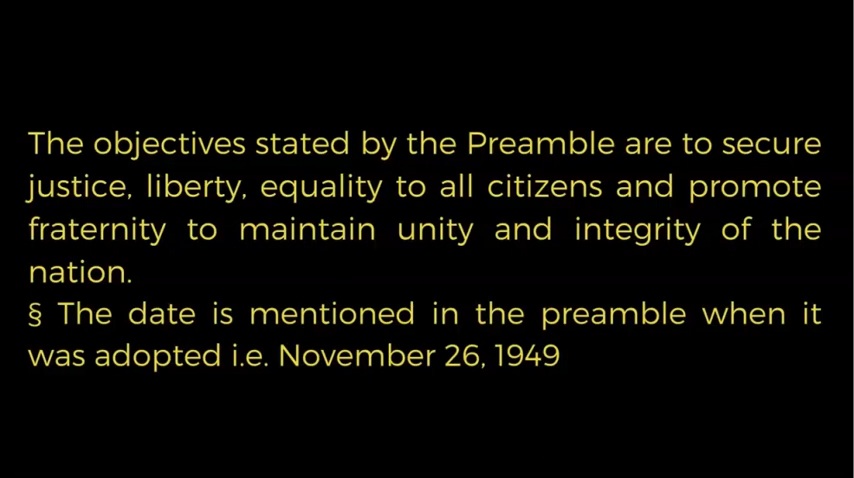 The objectives stated by the Preamble are to secure
justice, liberty, equality to all citizens and promote
fraternity to maintain unity and integrity of the
nation.
§ The date is mentioned in the preamble when it
was adopted i.e. November 26, 1949